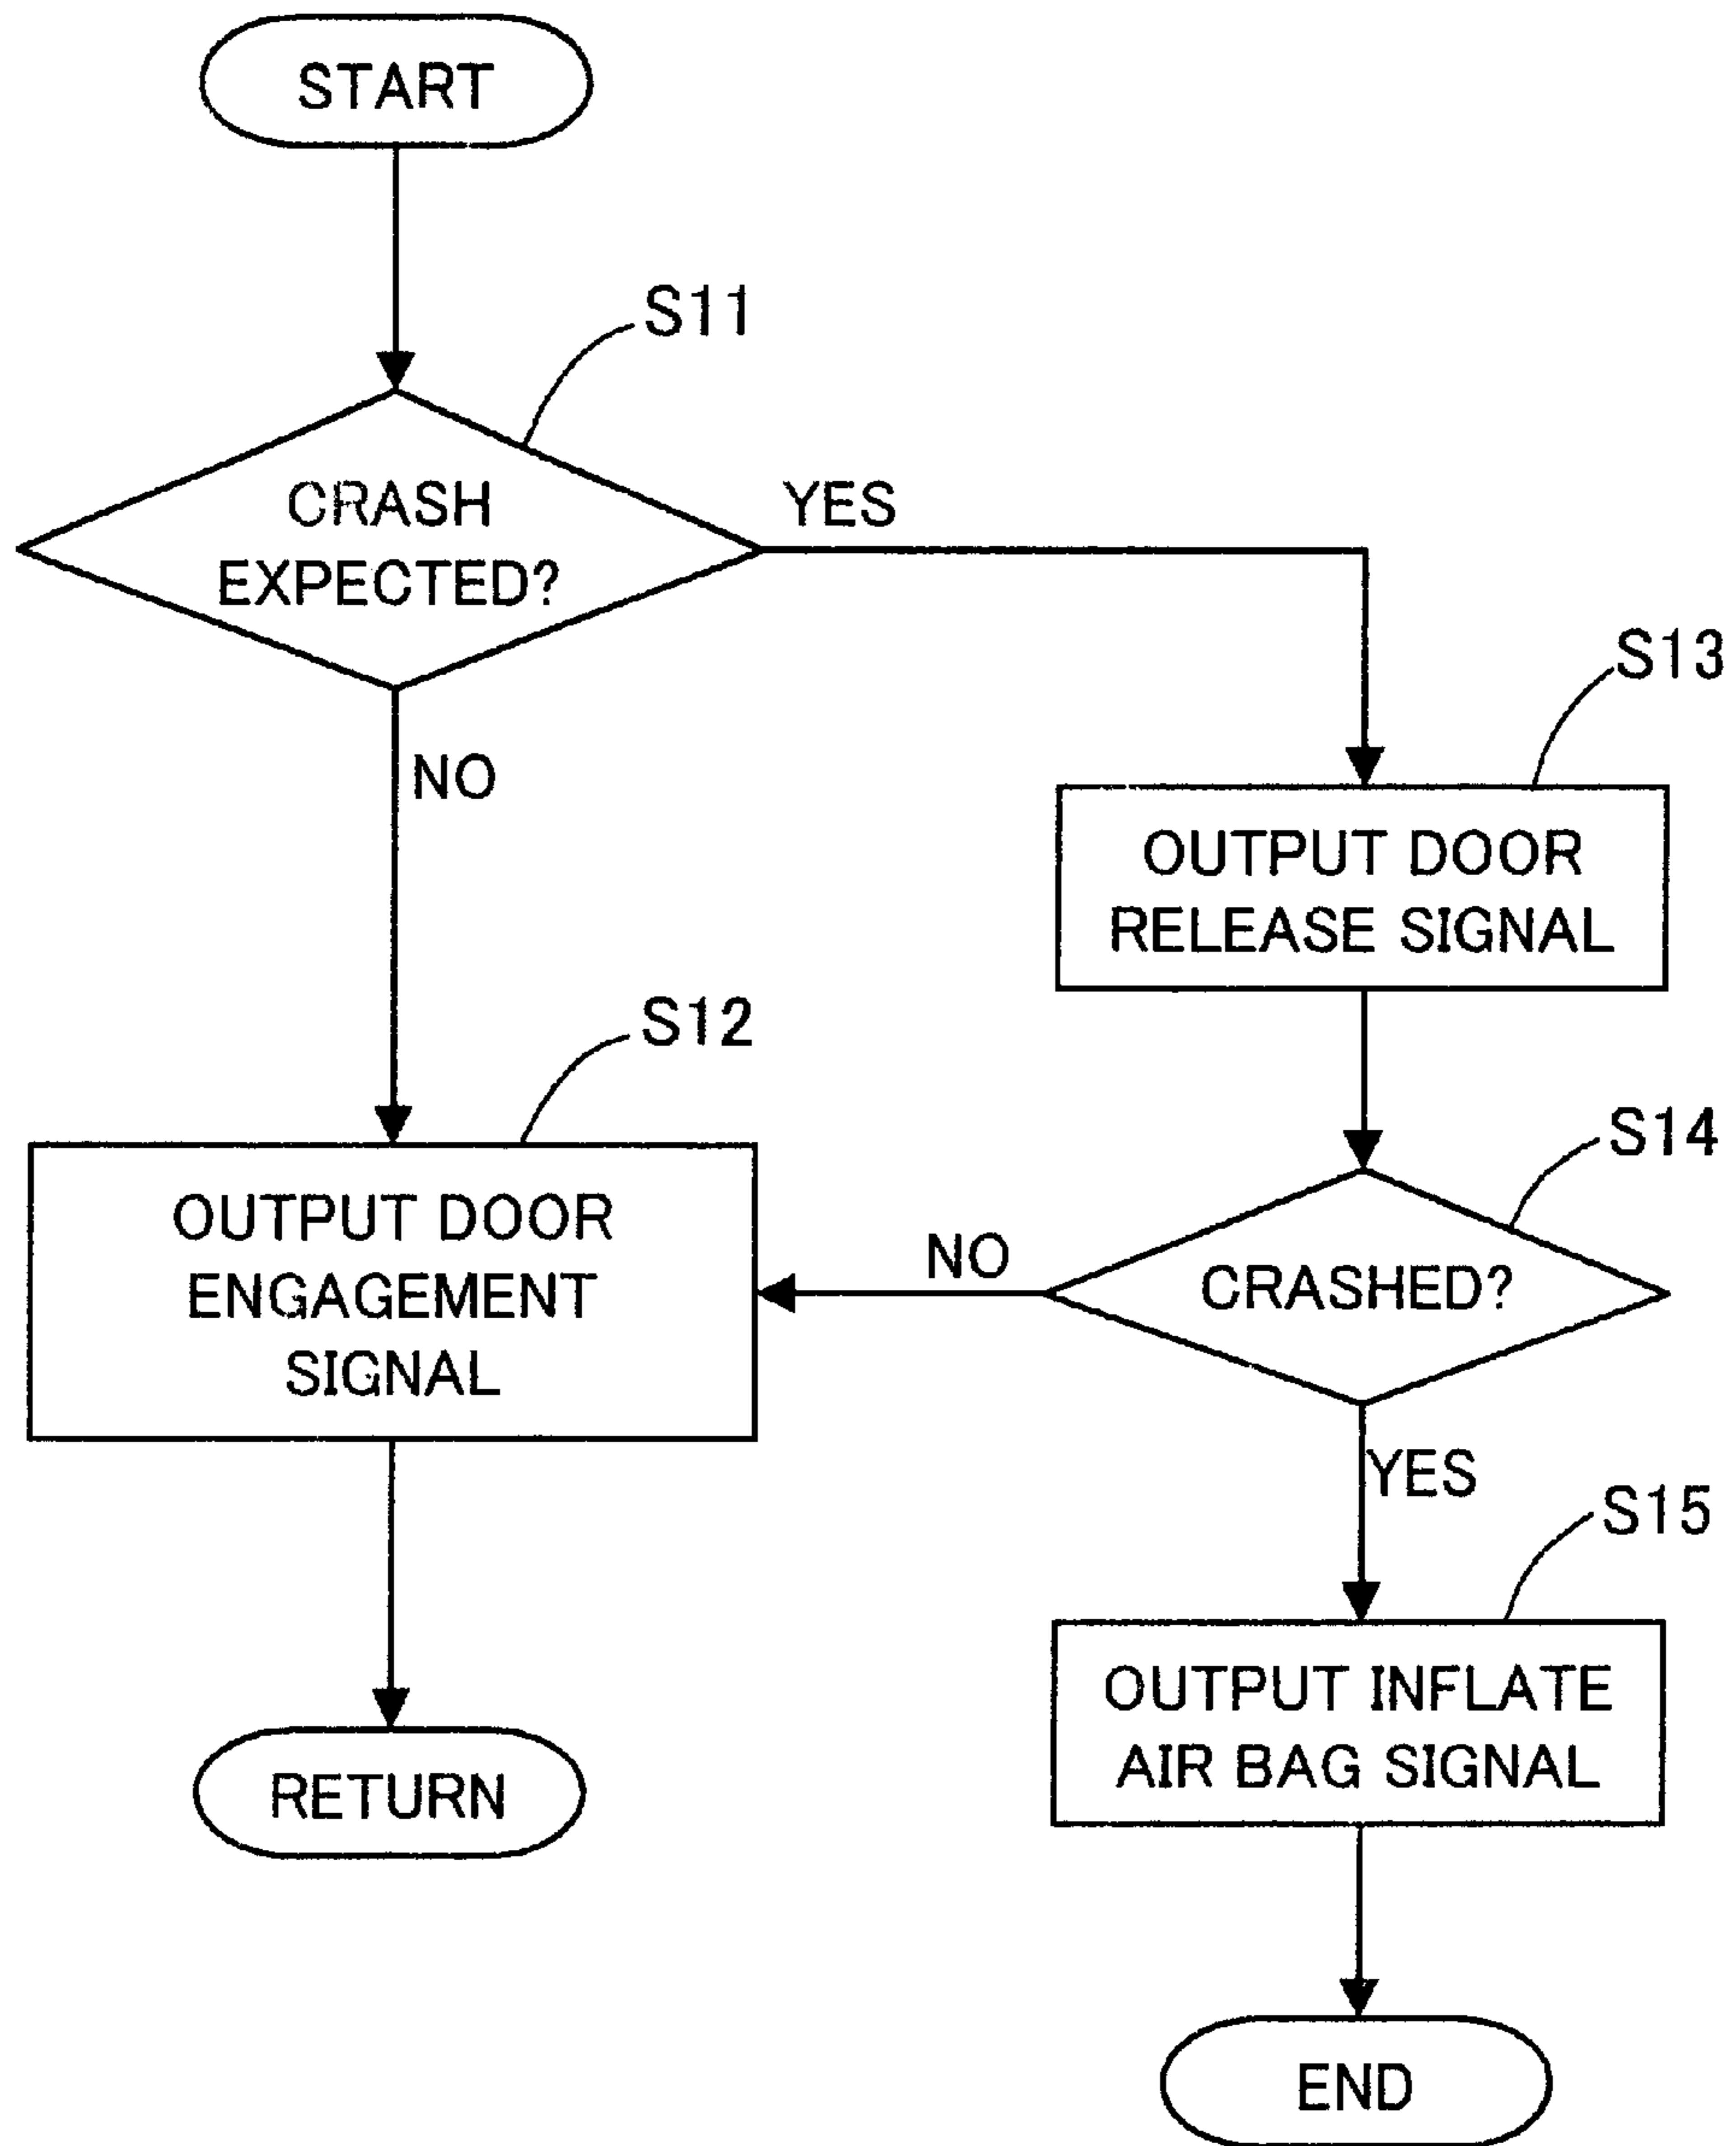 START
S11
CRASH
EXPECTED?
YES
NO
S13
OUTPUT DOOR
RELEASE SIGNAL
S12
OUTPUT DOOR
ENGAGEMENT
SIGNAL
S14
NO
CRASHED?
YES
S15
OUTPUT INFLATE
AIR BAG SIGNAL
RETURN
END